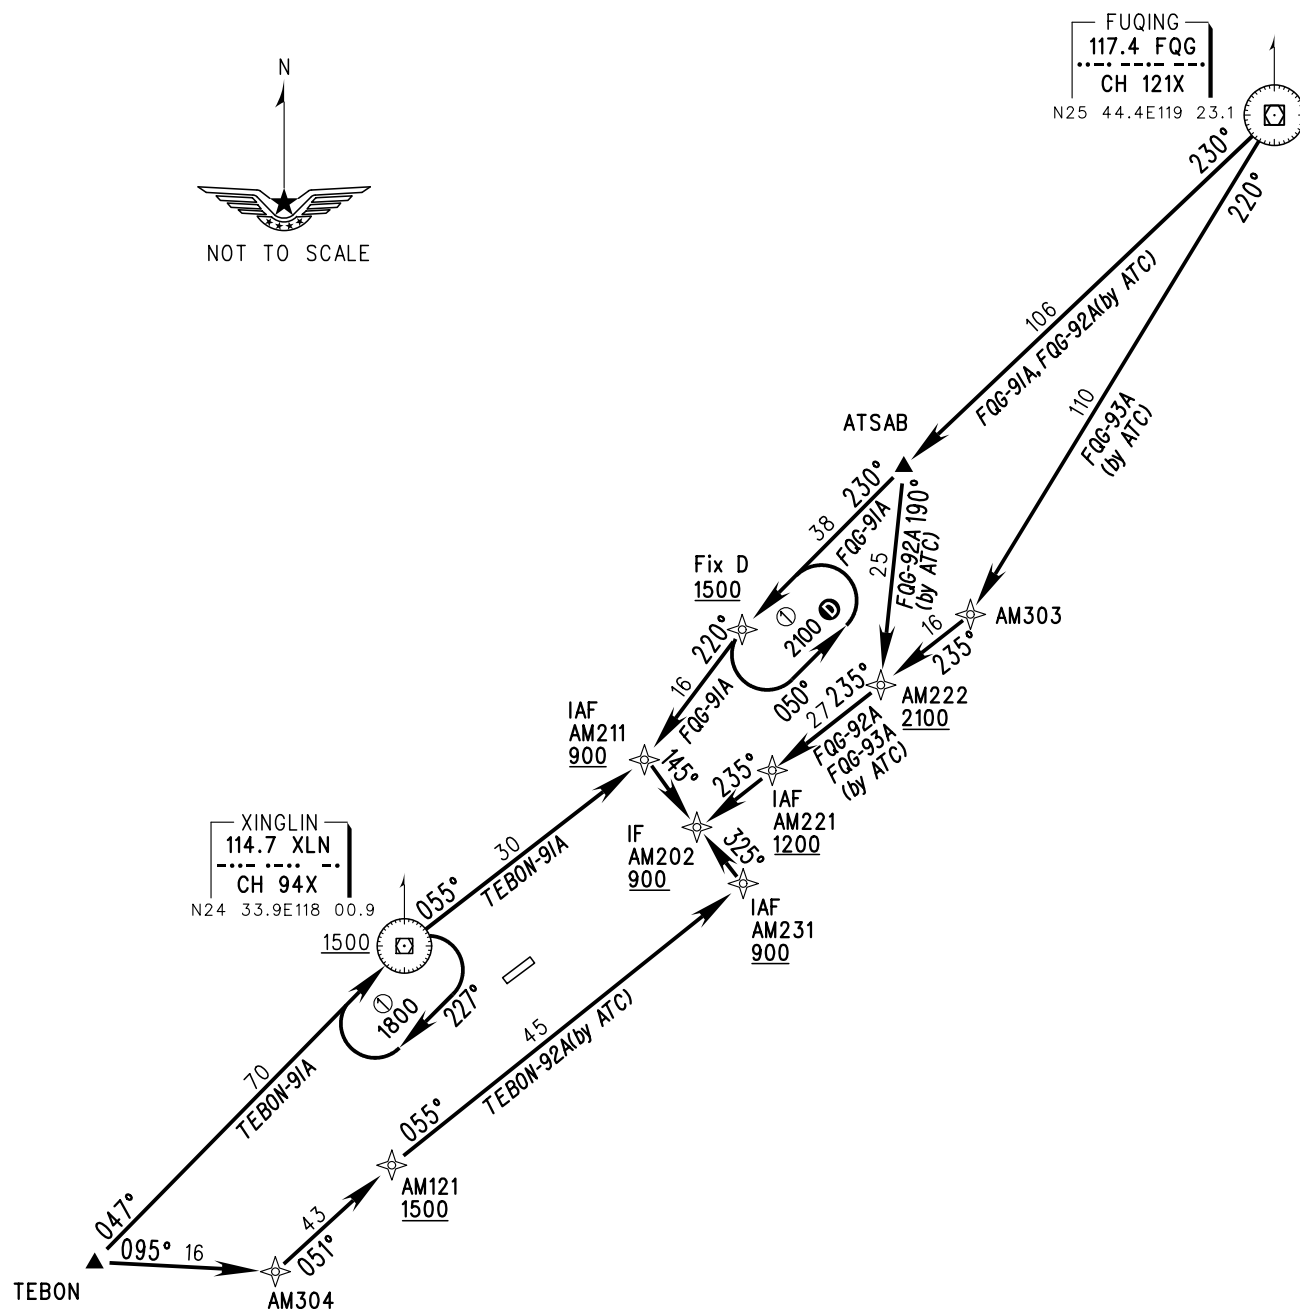 FUQING
117.4 FQG
CH 121X
N25 44.4E119 23.1
N
NOT TO SCALE
230°
220°
106
FQG-91A,FQG-92A(by ATC)
110
FQG-93A
(by ATC)
ATSAB
230°
38
FQG-91A
190°
25
FQG-92A
(by ATC)
Fix D
1500
1
2100 D
050°
AM303
16
235°
220°
16
FQG-91A
AM222
2100
235°
27
FQG-92A
FQG-93A
(by ATC)
IAF
AM211
900
145°
235°
IAF
AM221
1200
IF
AM202
900
325°
IAF
AM231
900
XINGLIN
114.7 XLN
CH 94X
N24 33.9E118 00.9
1500
055°
30
TEBON-91A
1
1800
227°
70
TEBON-91A
45
TEBON-92A(by ATC)
055°
AM121
1500
047°
095° 16
43
051°
TEBON
AM304